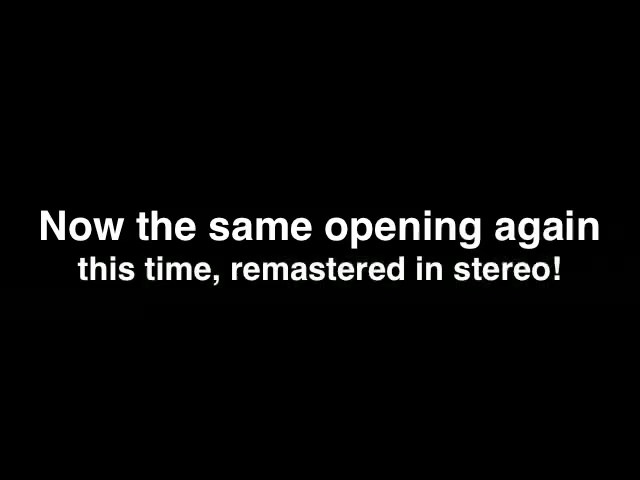 Now the same opening again
this time, remastered in stereo!